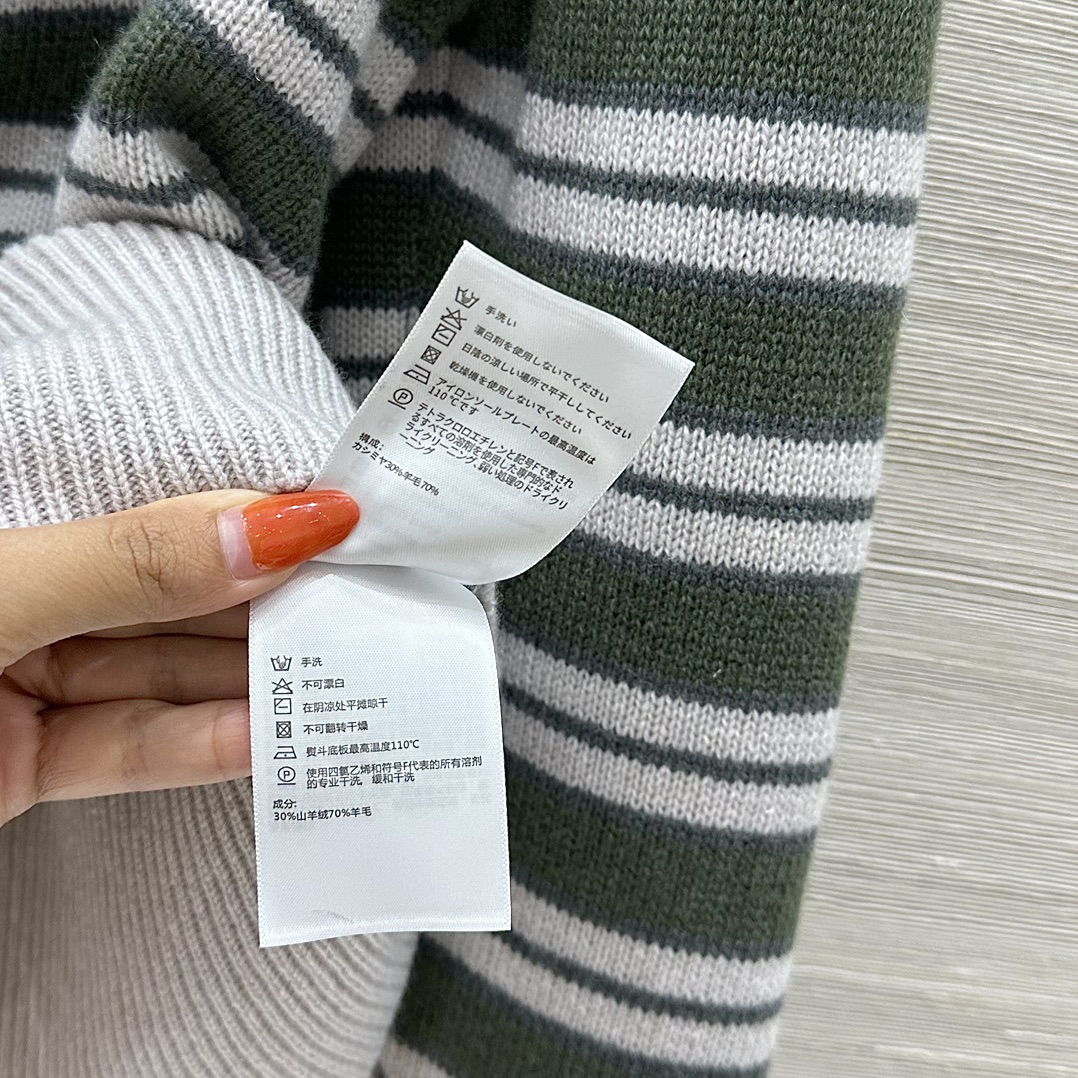 手洗い
漂白剤を使用しないでください
日陰の涼しい場所で平干ししてください
乾燥機を使用しないでください
アイロンソールプレートの最高温度は
110℃です
テトラクロロエチレンと記号Fで表され
るすべての溶剤を使用した専門的なド
ライクリーニング、弱い処理のドライクリ
ーニング
構成:
カシミヤ30%羊毛70%
手洗
不可漂白
在阴凉处平摊晾干
不可翻转干燥
熨斗底板最高温度110℃
P
使用四氯乙烯和符号f代表的所有溶剂
的专业干洗,缓和干洗
成分:
30%山羊绒70%羊毛